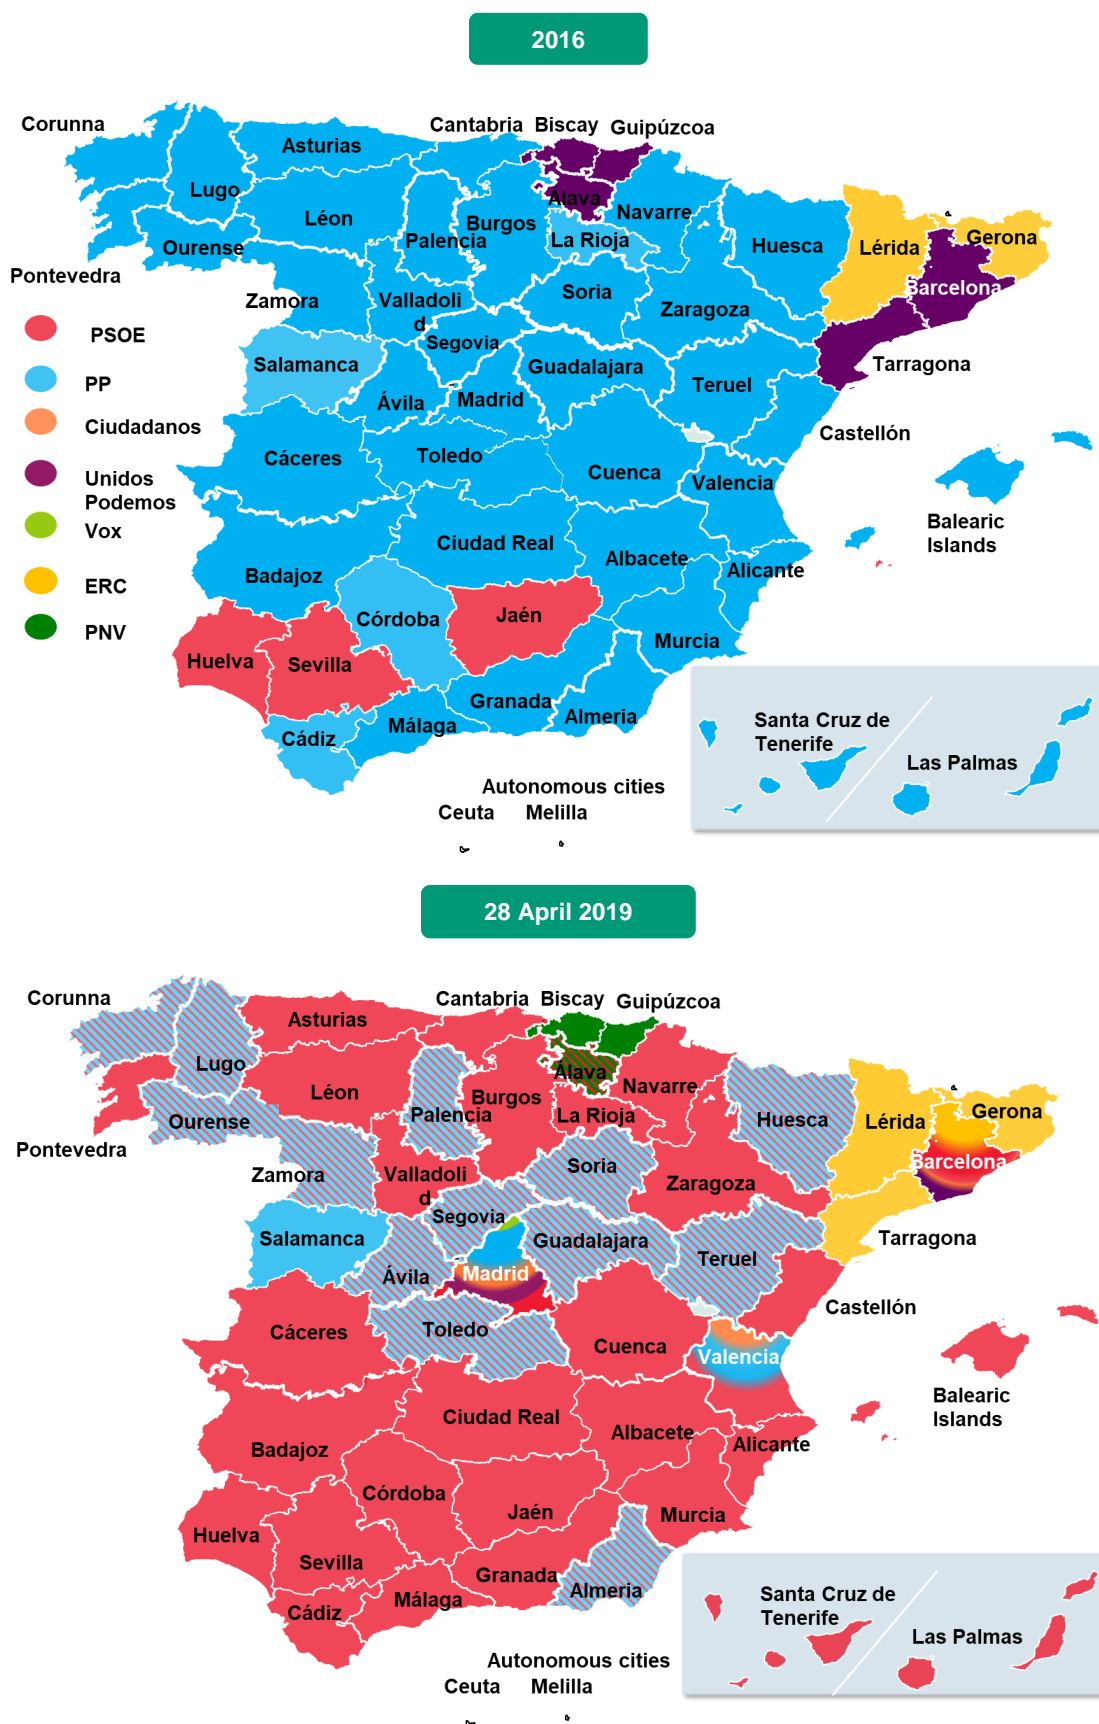 2016
Corunna
Cantabria
Biscay
Guipúzcoa
Asturias
Lugo
Léon
Álava
Navarre
Burgos
Palencia
La Rioja
Huesca
Lérida
Gerona
Ourense
Pontevedra
Barcelona
Zamora
Valladoli
d
Soria
Zaragoza
Segovia
PSOE
Salamanca
Guadalajara
Tarragona
PP
Ávila
Madrid
Teruel
Ciudadanos
Castellón
Cáceres
Toledo
Cuenca
Valencia
Unidos
Podemos
Vox
Balearic
Islands
Ciudad Real
Albacete
Alicante
Badajoz
ERC
Córdoba
Jaén
PNV
Murcia
Huelva
Sevilla
Granada
Almeria
Málaga
Cádiz
Santa Cruz de
Tenerife
Las Palmas
Autonomous cities
Ceuta
Melilla
28 April 2019
Corunna
Cantabria
Biscay
Guipúzcoa
Asturias
Lugo
Léon
Álava
Navarre
Burgos
Palencia
La Rioja
Huesca
Lérida
Gerona
Ourense
Pontevedra
Barcelona
Zamora
Valladoli
d
Soria
Zaragoza
Segovia
Salamanca
Guadalajara
Tarragona
Ávila
Madrid
Teruel
Castellón
Cáceres
Toledo
Cuenca
Valencia
Balearic
Islands
Ciudad Real
Albacete
Alicante
Badajoz
Córdoba
Jaén
Murcia
Huelva
Sevilla
Granada
Almeria
Málaga
Cádiz
Santa Cruz de
Tenerife
Las Palmas
Autonomous cities
Ceuta
Melilla